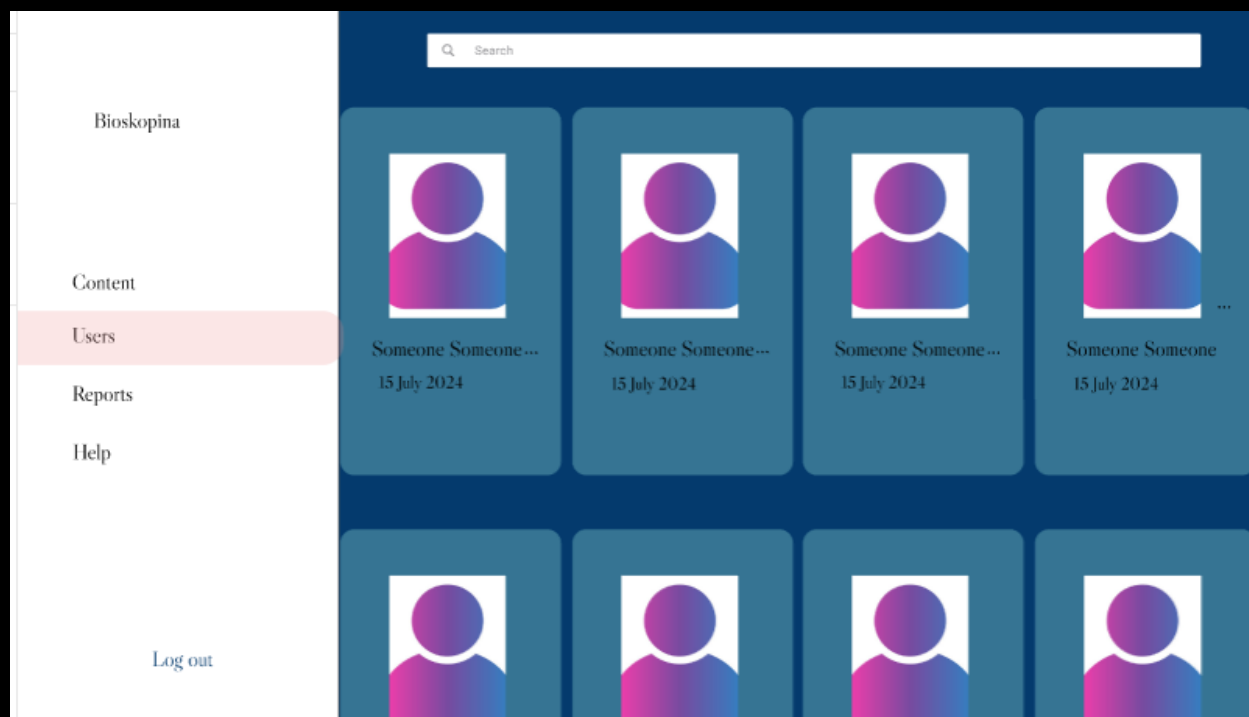 Search
Bioskopina
Content
Users
Reports
Help
Log out
Someone Someone...
15 July 2024
Someone Someone...
15 July 2024
Someone Someone...
15 July 2024
...
Someone Someone
15 July 2024